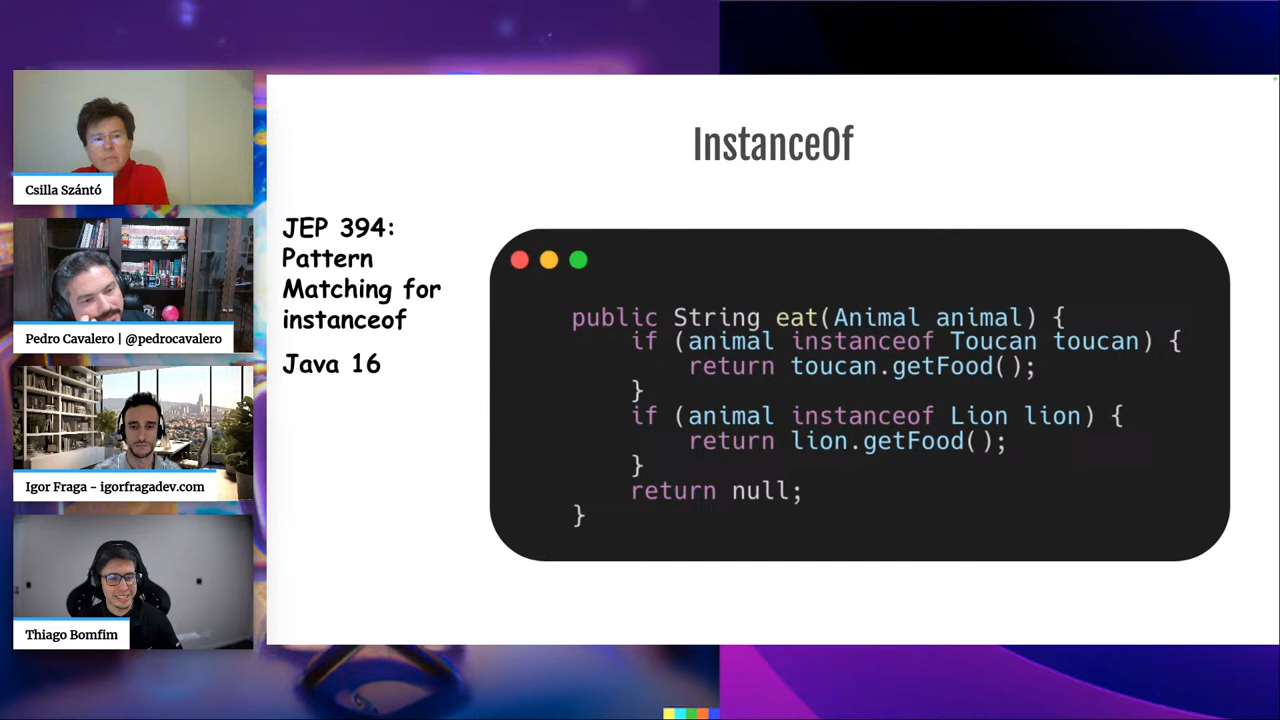 Csilla Szántó
Pedro Cavalero | @pedrocavalero
Igor Fraga – igorfragadev.com
Thiago Bomfim
InstanceOf
JEP 394:
Pattern
Matching for
instanceof
Java 16
public String eat(Animal animal) {
if (animal instanceof Toucan toucan) {
return toucan.getFood();
}
if (animal instanceof Lion lion) {
return lion.getFood();
}
return null;
}